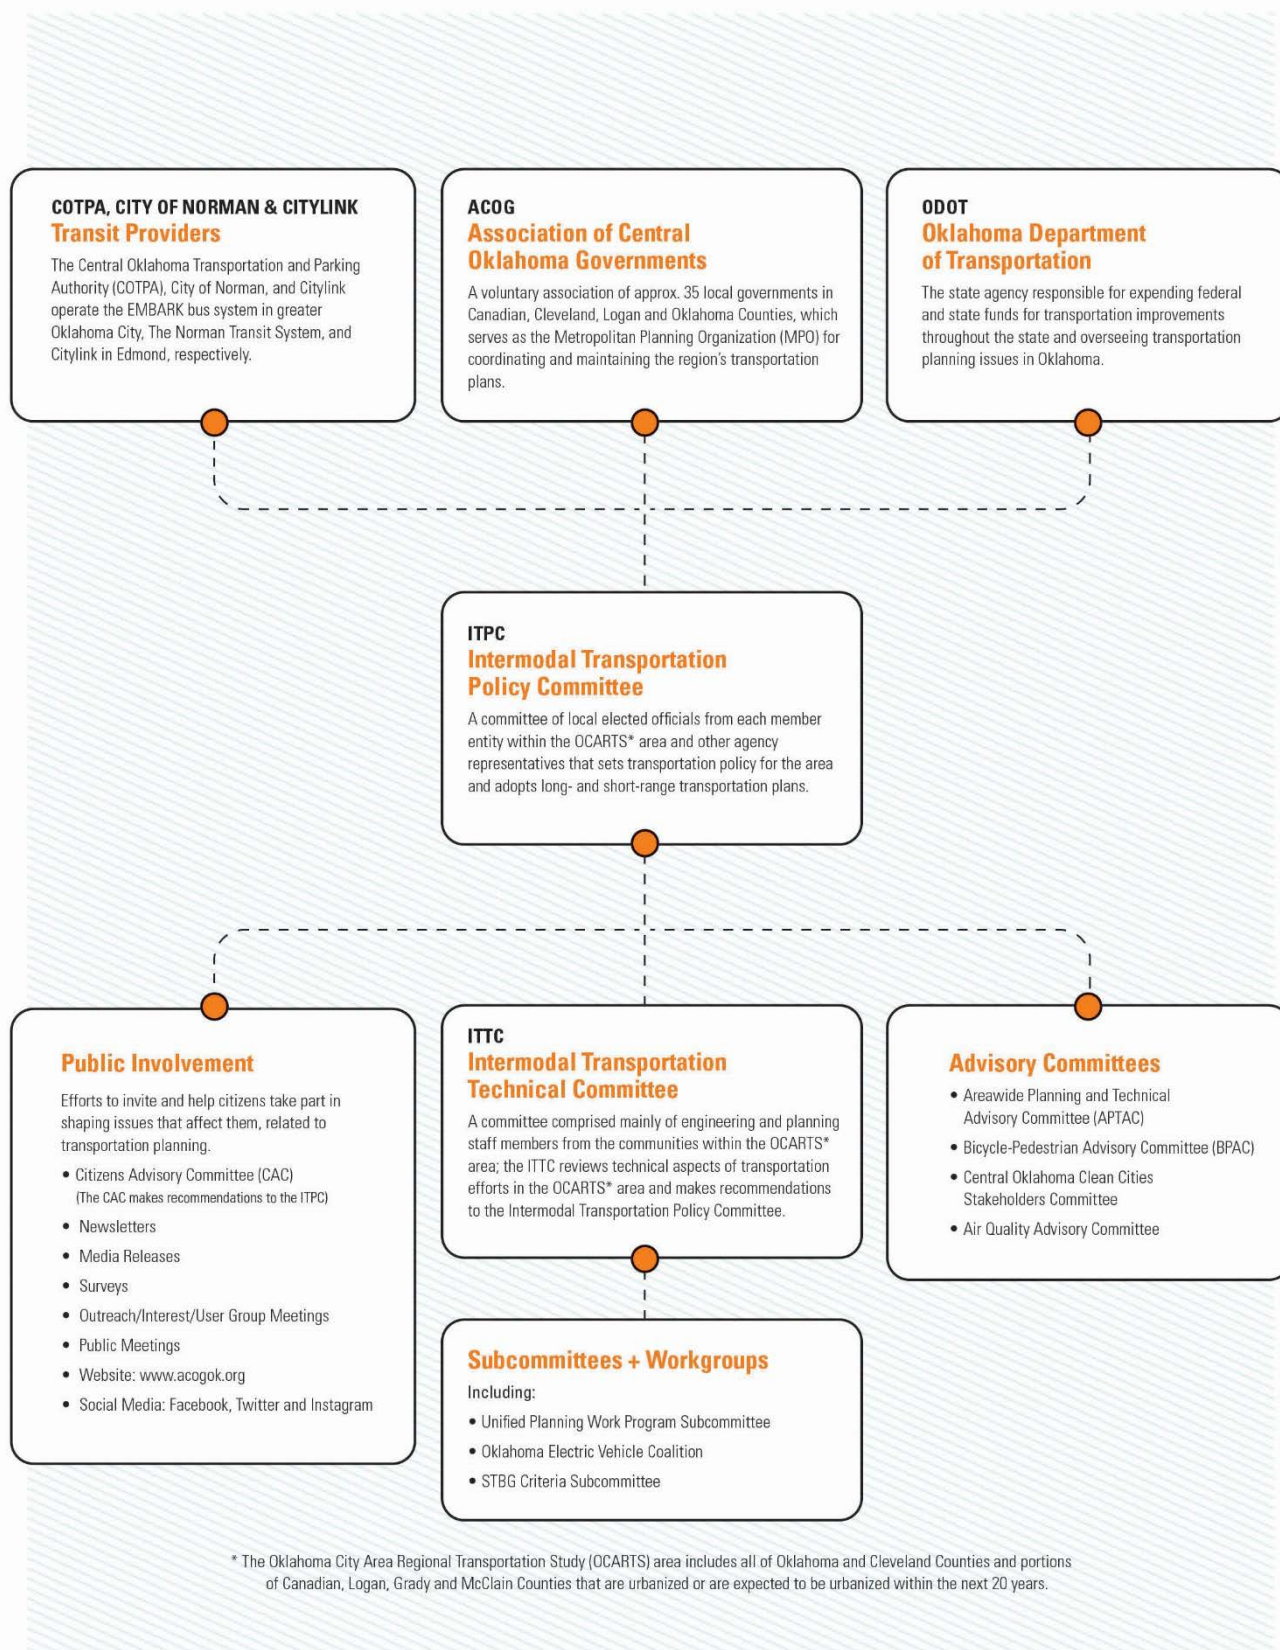 COTPA, CITY OF NORMAN & CITYLINK
Transit Providers
The Central Oklahoma Transportation and Parking
Authority (COTPA), City of Norman, and Citylink
operate the EMBARK bus system in greater
Oklahoma City, The Norman Transit System, and
Citylink in Edmond, respectively.
ACOG
Association of Central
Oklahoma Governments
A voluntary association of approx. 35 local governments in
Canadian, Cleveland, Logan and Oklahoma Counties, which
serves as the Metropolitan Planning Organization (MPO) for
coordinating and maintaining the region's transportation
plans.
ODOT
Oklahoma Department
of Transportation
The state agency responsible for expending federal
and state funds for transportation improvements
throughout the state and overseeing transportation
planning issues in Oklahoma.
ITPC
Intermodal Transportation
Policy Committee
A committee of local elected officials from each member
entity within the OCARTS* area and other agency
representatives that sets transportation policy for the area
and adopts long- and short-range transportation plans.
Public Involvement
Efforts to invite and help citizens take part in
shaping issues that affect them, related to
transportation planning.
• Citizens Advisory Committee (CAC)
(The CAC makes recommendations to the ITPC)
• Newsletters
• Media Releases
• Surveys
• Outreach/Interest/User Group Meetings
• Public Meetings
• Website: www.acogok.org
• Social Media: Facebook, Twitter and Instagram
ITTC
Intermodal Transportation
Technical Committee
A committee comprised mainly of engineering and planning
staff members from the communities within the OCARTS*
area; the ITTC reviews technical aspects of transportation
efforts in the OCARTS* area and makes recommendations
to the Intermodal Transportation Policy Committee.
Advisory Committees
• Areawide Planning and Technical
Advisory Committee (APTAC)
• Bicycle-Pedestrian Advisory Committee (BPAC)
• Central Oklahoma Clean Cities
Stakeholders Committee
• Air Quality Advisory Committee
Subcommittees + Workgroups
Including:
• Unified Planning Work Program Subcommittee
• Oklahoma Electric Vehicle Coalition
• STBG Criteria Subcommittee
* The Oklahoma City Area Regional Transportation Study (OCARTS) area includes all of Oklahoma and Cleveland Counties and portions
of Canadian, Logan, Grady and McClain Counties that are urbanized or are expected to be urbanized within the next 20 years.